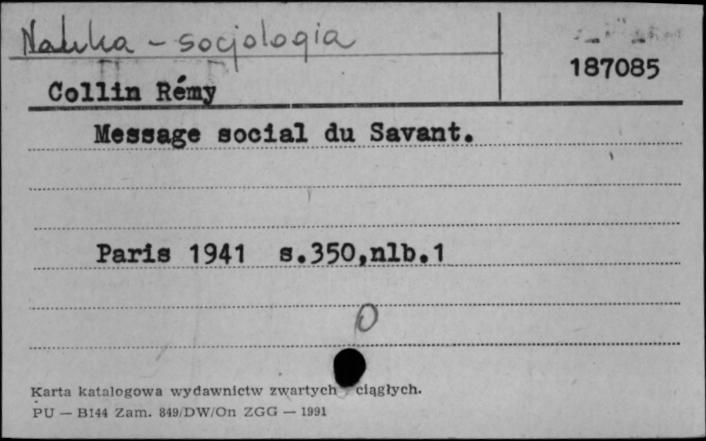 Nauka - socjologia
187085
Collin Rémy
Message social du Savant.
Paris 1941 s.350,nlb.1
0
Karta katalogowa wydawnictw zwartych ciągłych.
PU — B144 Zam. 849/DW/On ZGG — 1991